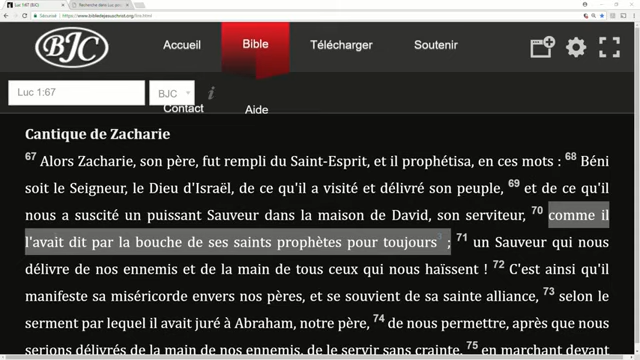 Luc 1:67
Recherche dans Luc
Sécurisé
https://www.bibledejesuschrist.org/bic.html
BJC
Accueil
Bible
Télécharger
Soutenir
Luc 1:67
BJC
i
Contact
Aide
Cantique de Zacharie
67 Alors Zacharie, son père, fut rempli du Saint-Esprit, et il prophétisa, en ces mots : 68 Béni
soit le Seigneur, le Dieu d'Israël, de ce qu'il a visité et délivré son peuple, 69 et de ce qu'il
nous a suscité un puissant Sauveur dans la maison de David, son serviteur, 70 comme il
l'avait dit par la bouche de ses saints prophètes pour toujours ; 71 un Sauveur qui nous
délivre de nos ennemis et de la main de tous ceux qui nous haïssent ! 72 C'est ainsi qu'il
manifeste sa miséricorde envers nos pères, et se souvient de sa sainte alliance, 73 selon le
serment par lequel il avait juré à Abraham, notre père, 74 de nous permettre, après que nous
serions délivrés de la main de nos ennemis, de le servir sans crainte, 75 en marchant devant